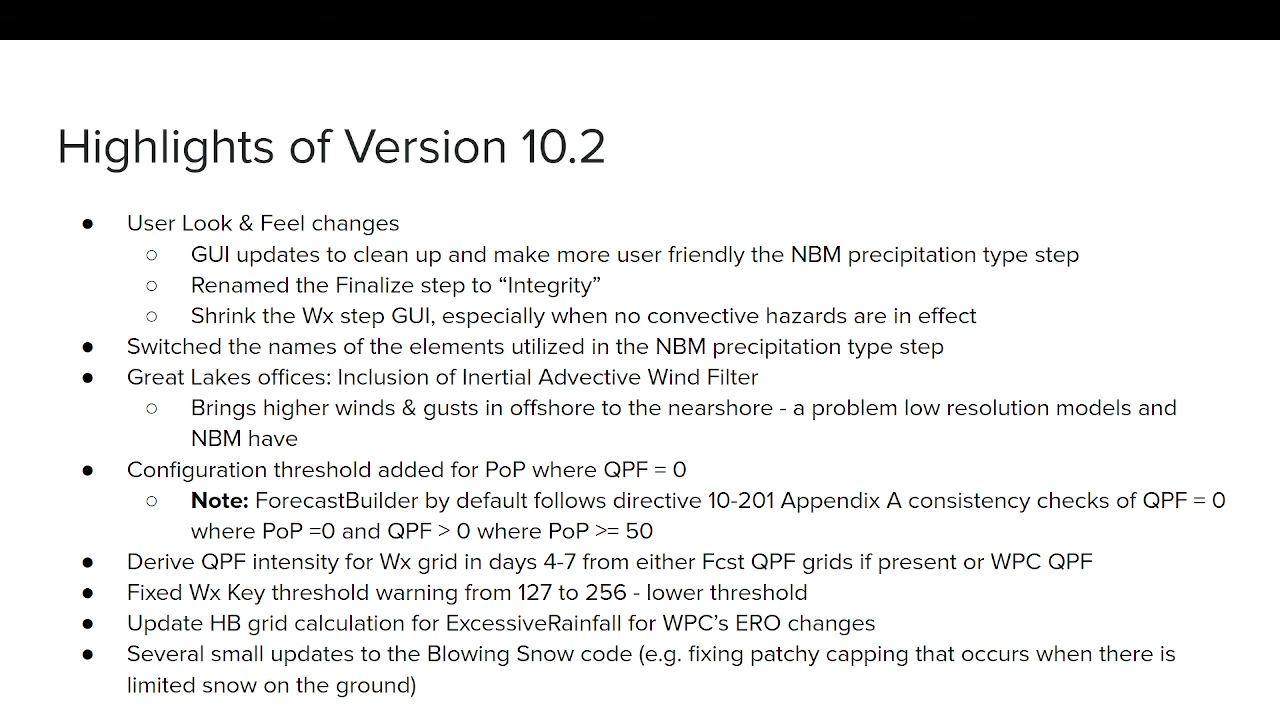 Highlights of Version 10.2
● User Look & Feel changes
○ GUI updates to clean up and make more user friendly the NBM precipitation type step
○ Renamed the Finalize step to “Integrity”
○ Shrink the Wx step GUI, especially when no convective hazards are in effect
● Switched the names of the elements utilized in the NBM precipitation type step
● Great Lakes offices: Inclusion of Inertial Advective Wind Filter
○ Brings higher winds & gusts in offshore to the nearshore - a problem low resolution models and
NBM have
● Configuration threshold added for PoP where QPF = 0
○ Note: ForecastBuilder by default follows directive 10-201 Appendix A consistency checks of QPF = 0
where PoP =0 and QPF > 0 where PoP >= 50
● Derive QPF intensity for Wx grid in days 4-7 from either Fcst QPF grids if present or WPC QPF
● Fixed Wx Key threshold warning from 127 to 256 - lower threshold
● Update HB grid calculation for ExcessiveRainfall for WPC’s ERO changes
● Several small updates to the Blowing Snow code (e.g. fixing patchy capping that occurs when there is
limited snow on the ground)